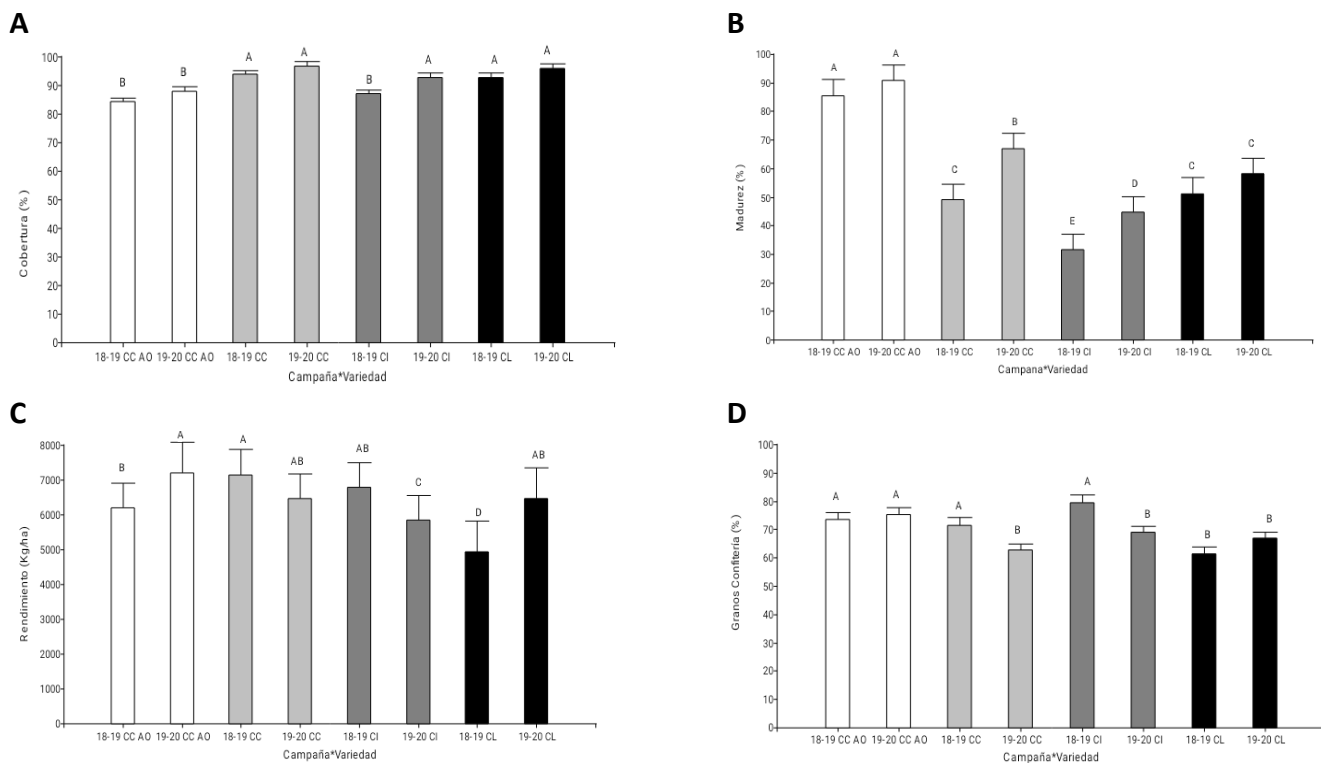 A
Cobertura (%)
100
90
80
70
60
50
40
30
20
10
0
B
B
A
A
B
A
A
A
18-19 CC AO 19-20 CC AO 18-19 CC 19-20 CC 18-19 CI 19-20 CI 18-19 CL 19-20 CL
Campaña*Variedad
B
Madurez (%)
100
90
80
70
60
50
40
30
20
10
0
A
A
C
B
E
D
C
C
18-19 CC AO 19-20 CC AO 18-19 CC 19-20 CC 18-19 CI 19-20 CI 18-19 CL 19-20 CL
Campana*Variedad
C
Rendimiento (Kg/ha)
8000
7000
6000
5000
4000
3000
2000
1000
0
B
A
A
AB
AB
C
D
AB
18-19 CC AO 19-20 CC AO 18-19 CC 19-20 CC 18-19 CI 19-20 CI 18-19 CL 19-20 CL
Campaña*Variedad
D
Granos Confitería (%)
100
90
80
70
60
50
40
30
20
10
0
A
A
A
B
A
B
B
B
18-19 CC AO 19-20 CC AO 18-19 CC 19-20 CC 18-19 CI 19-20 CI 18-19 CL 19-20 CL
Campaña*Variedad